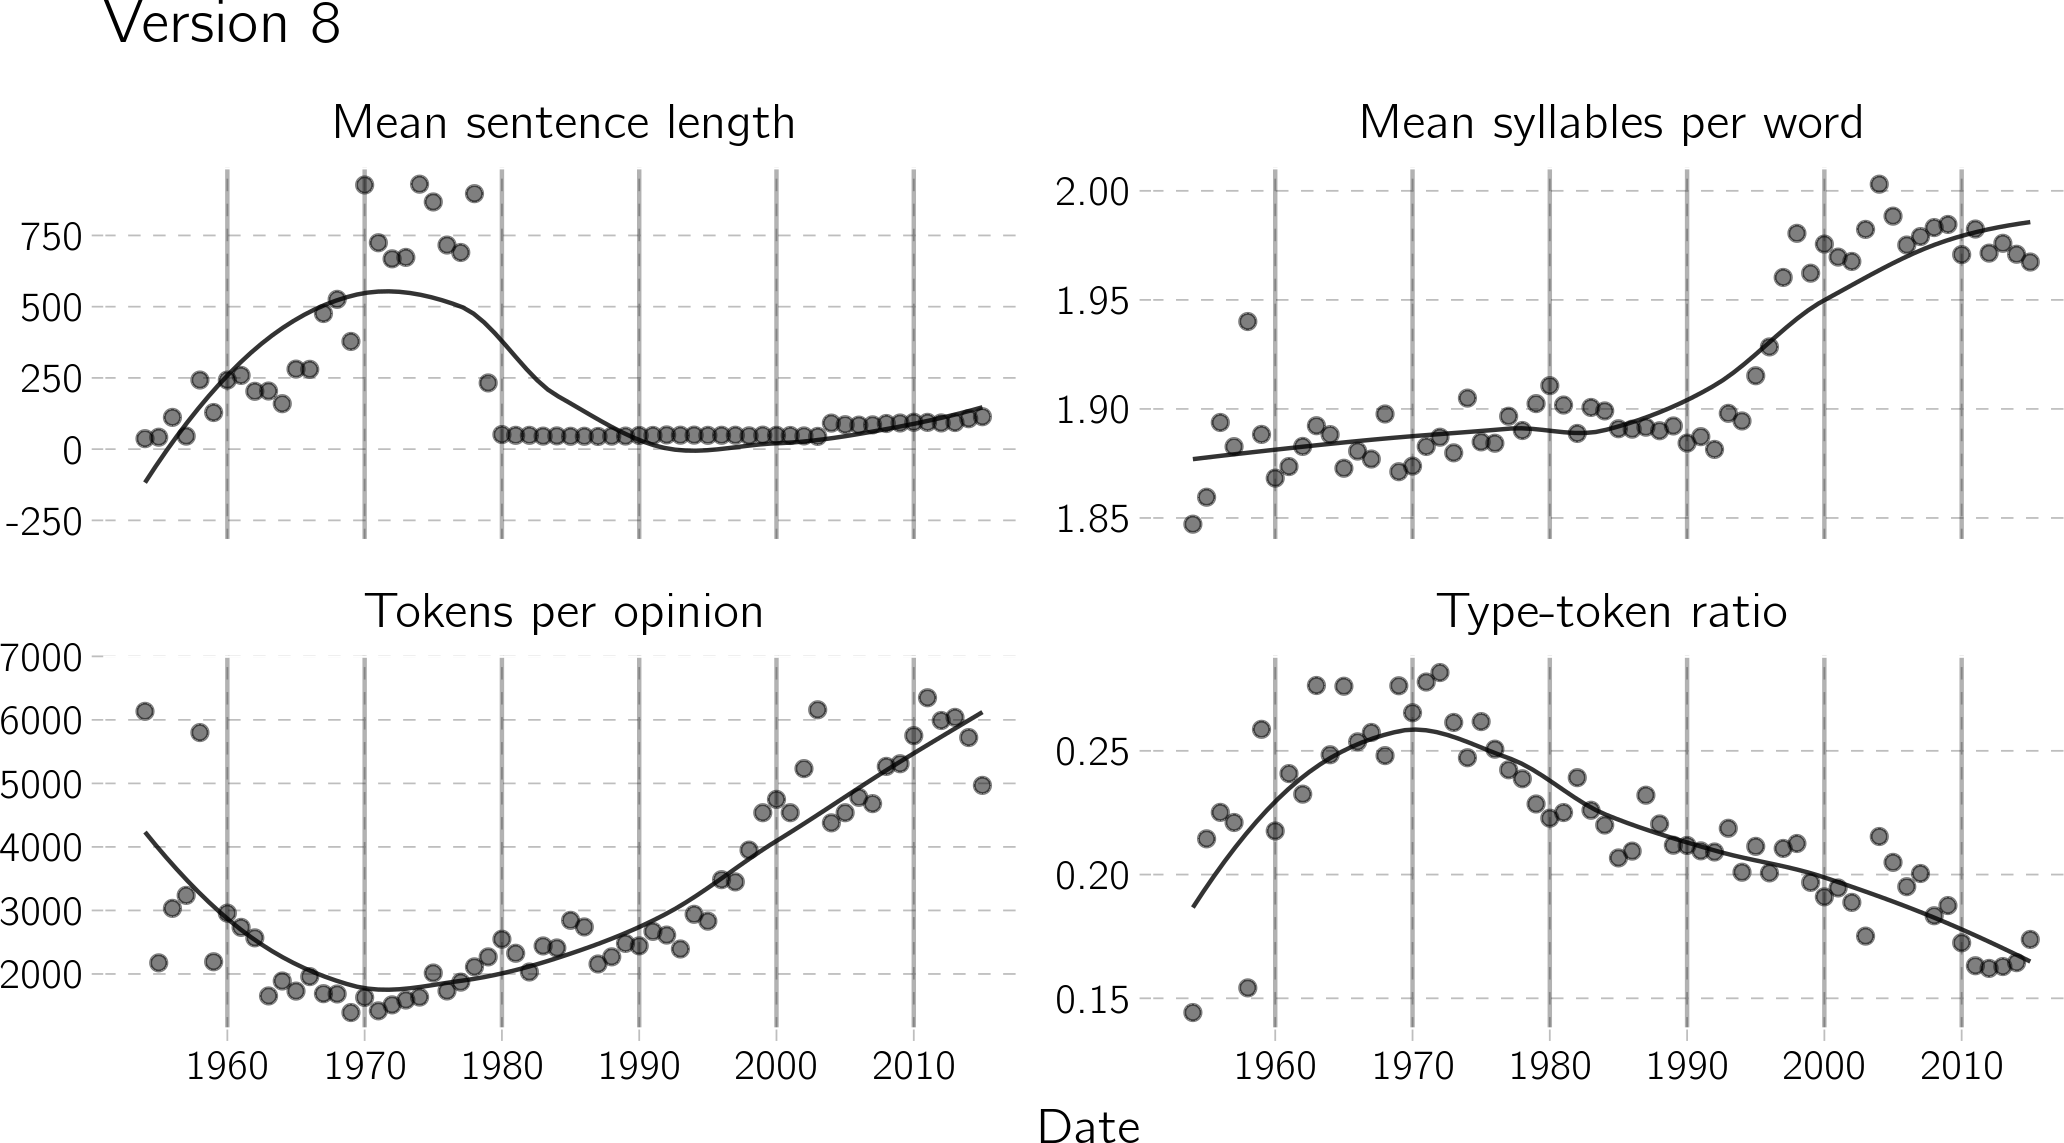 Version 8
Mean sentence length
Mean syllables per word
750
500
250
0
-250
2.00
1.95
1.90
1.85
Tokens per opinion
Type-token ratio
7000
6000
5000
4000
3000
2000
0.25
0.20
0.15
1960 1970 1980 1990 2000 2010
1960 1970 1980 1990 2000 2010
Date